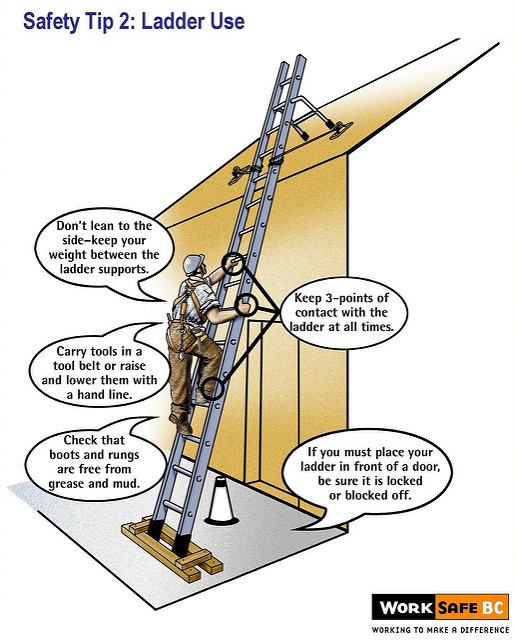 Safety Tip 2: Ladder Use
Don't lean to the
side–keep your
weight between the
ladder supports.
Keep 3-points of
contact with the
ladder at all times.
Carry tools in a
tool belt or raise
and lower them with
a hand line.
Check that
boots and rungs
are free from
grease and mud.
If you must place your
ladder in front of a door,
be sure it is locked
or blocked off.
WORK SAFE BC
WORKING TO MAKE A DIFFERENCE